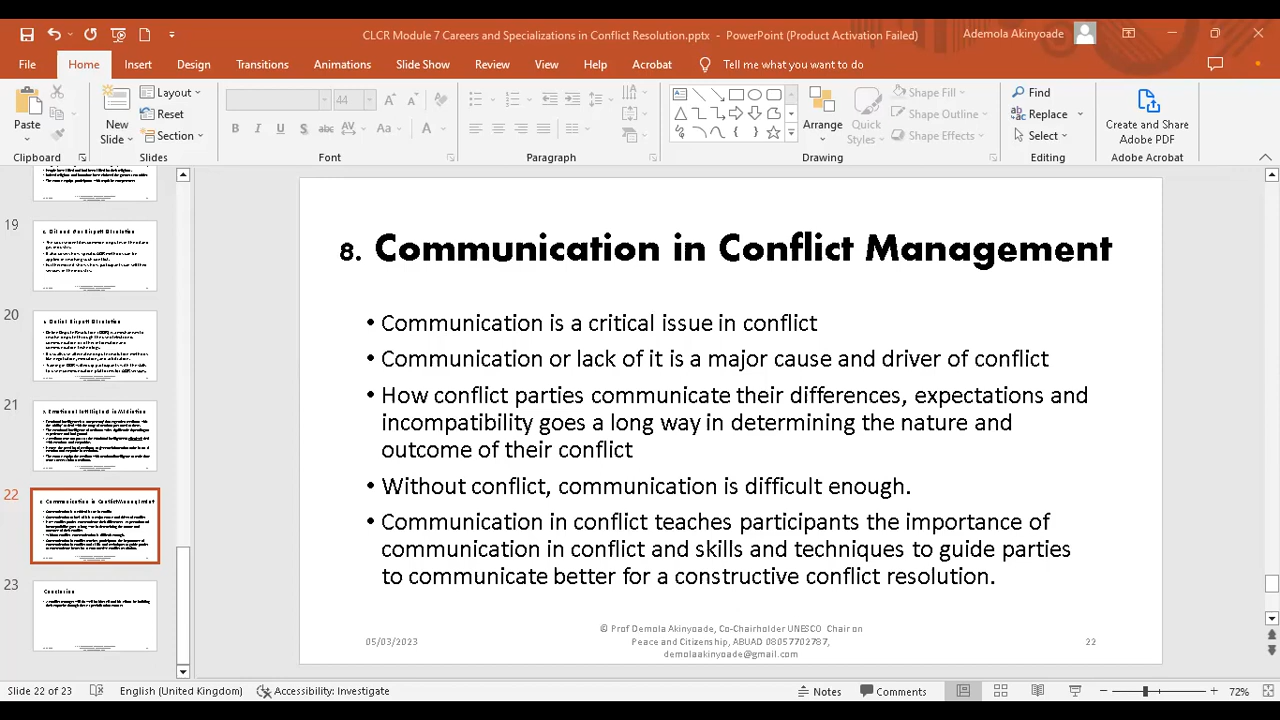 CLCR Module 7 Careers and Specializations in Conflict Resolution.pptx - PowerPoint (Product Activation Failed)
Ademola Akinyoade
File Home Insert Design Transitions Animations Slide Show Review View Help Acrobat Tell me what you want to do
Paste
Clipboard
New
Slide
Layout
Reset
Section
Slides
44
B I U S abc AV Aa A
Font
Paragraph
Arrange
Quick
Styles
Shape Fill
Shape Outline
Shape Effects
Drawing
Find
Replace
Select
Editing
Create and Share
Adobe PDF
Adobe Acrobat
19
20
21
22
23
Conclusion
8. Communication in Conflict Management
• Communication is a critical issue in conflict
• Communication or lack of it is a major cause and driver of conflict
• How conflict parties communicate their differences, expectations and
incompatibility goes a long way in determining the nature and
outcome of their conflict
• Without conflict, communication is difficult enough.
• Communication in conflict teaches participants the importance of
communication in conflict and skills and techniques to guide parties
to communicate better for a constructive conflict resolution.
05/03/2023
© Prof Demola Akinyoade, Co-Chairholder UNESCO Chair on
Peace and Citizenship, ABUAD 08057702787,
demolaakinyoade@gmail.com
22
Slide 22 of 23
English (United Kingdom)
Accessibility: Investigate
Notes
Comments
72%